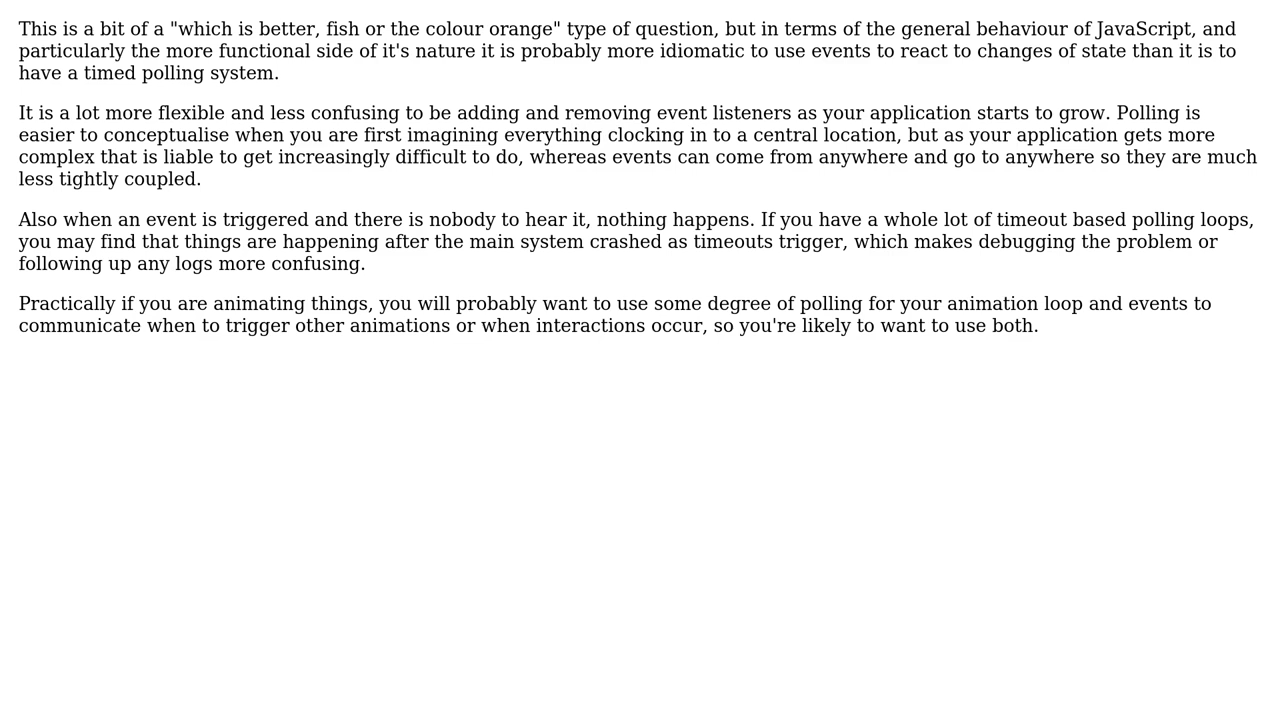 This is a bit of a "which is better, fish or the colour orange" type of question, but in terms of the general behaviour of JavaScript, and
particularly the more functional side of it's nature it is probably more idiomatic to use events to react to changes of state than it is to
have a timed polling system.
It is a lot more flexible and less confusing to be adding and removing event listeners as your application starts to grow. Polling is
easier to conceptualise when you are first imagining everything clocking in to a central location, but as your application gets more
complex that is liable to get increasingly difficult to do, whereas events can come from anywhere and go to anywhere so they are much
less tightly coupled.
Also when an event is triggered and there is nobody to hear it, nothing happens. If you have a whole lot of timeout based polling loops,
you may find that things are happening after the main system crashed as timeouts trigger, which makes debugging the problem or
following up any logs more confusing.
Practically if you are animating things, you will probably want to use some degree of polling for your animation loop and events to
communicate when to trigger other animations or when interactions occur, so you're likely to want to use both.